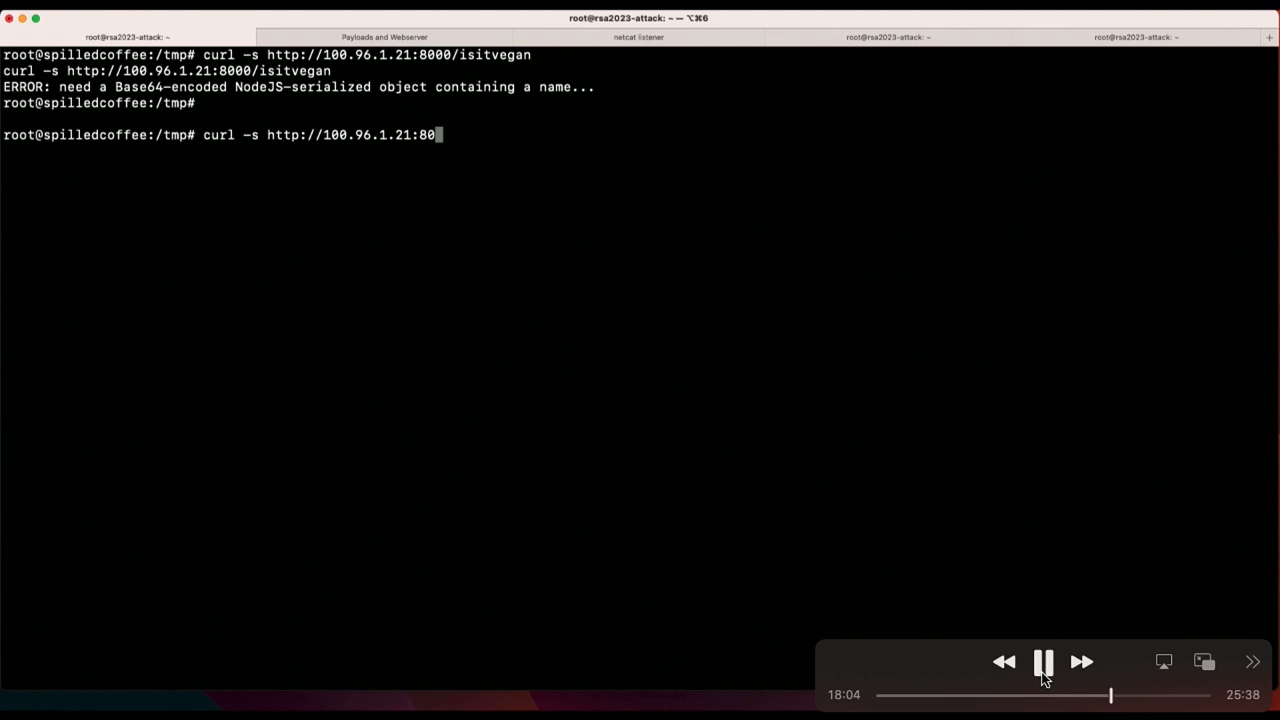 root@rsa2023-attack: ~ — ⌥⌘6
root@rsa2023-attack: ~
Payloads and Webserver
netcat listener
root@rsa2023-attack: ~
root@rsa2023-attack: ~
+
root@spilledcoffee:/tmp# curl -s http://100.96.1.21:8000/isitvegan
curl -s http://100.96.1.21:8000/isitvegan
ERROR: need a Base64-encoded NodeJS-serialized object containing a name...
root@spilledcoffee:/tmp#
root@spilledcoffee:/tmp# curl -s http://100.96.1.21:80
18:04
25:38